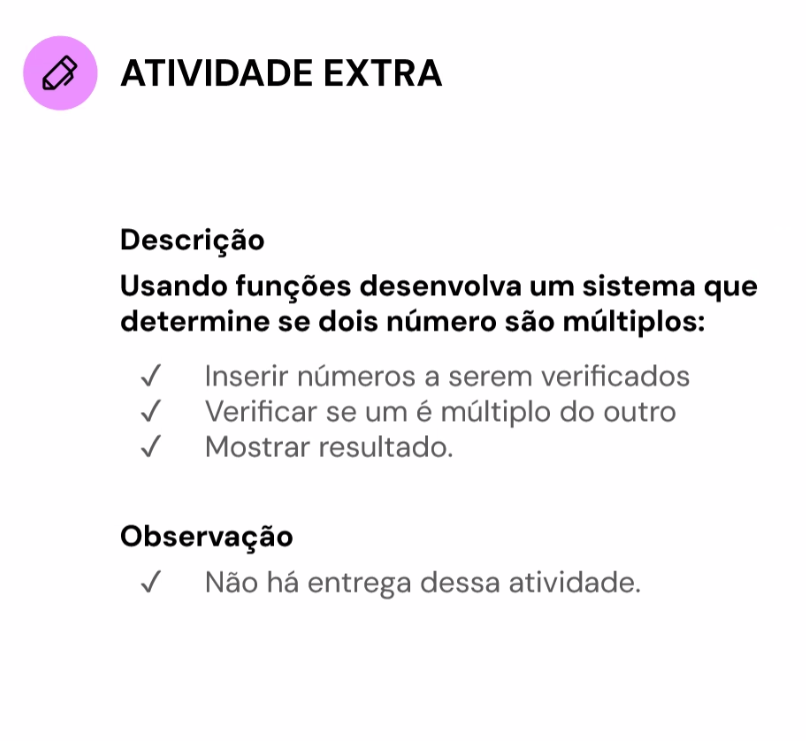 ATIVIDADE EXTRA
Descrição
Usando funções desenvolva um sistema que
determine se dois número são múltiplos:
✓ Inserir números a serem verificados
✓ Verificar se um é múltiplo do outro
✓ Mostrar resultado.
Observação
✓ Não há entrega dessa atividade.